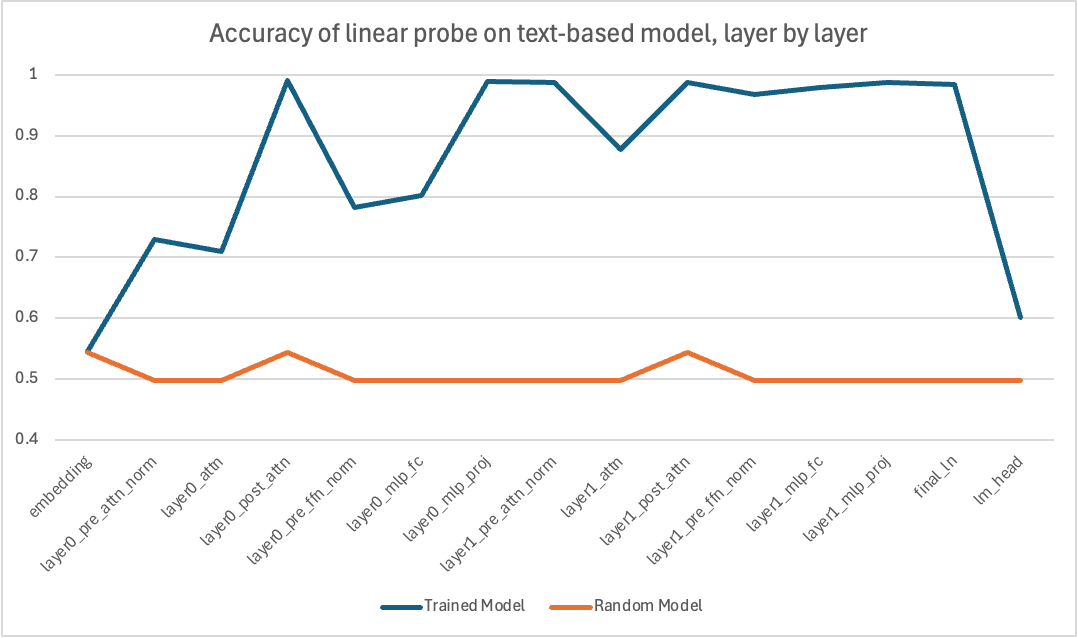 Accuracy of linear probe on text-based model, layer by layer
1
0.9
0.8
0.7
0.6
0.5
0.4
embedding
layer0_pre_attn_norm
layer0_attn
layer0_post_attn
layer0_pre_ffn_norm
layer0_mlp_fc
layer0_mlp_proj
layer1_pre_attn_norm
layer1_attn
layer1_post_attn
layer1_pre_ffn_norm
layer1_mlp_fc
layer1_mlp_proj
final_ln
lm_head
Trained Model
Random Model